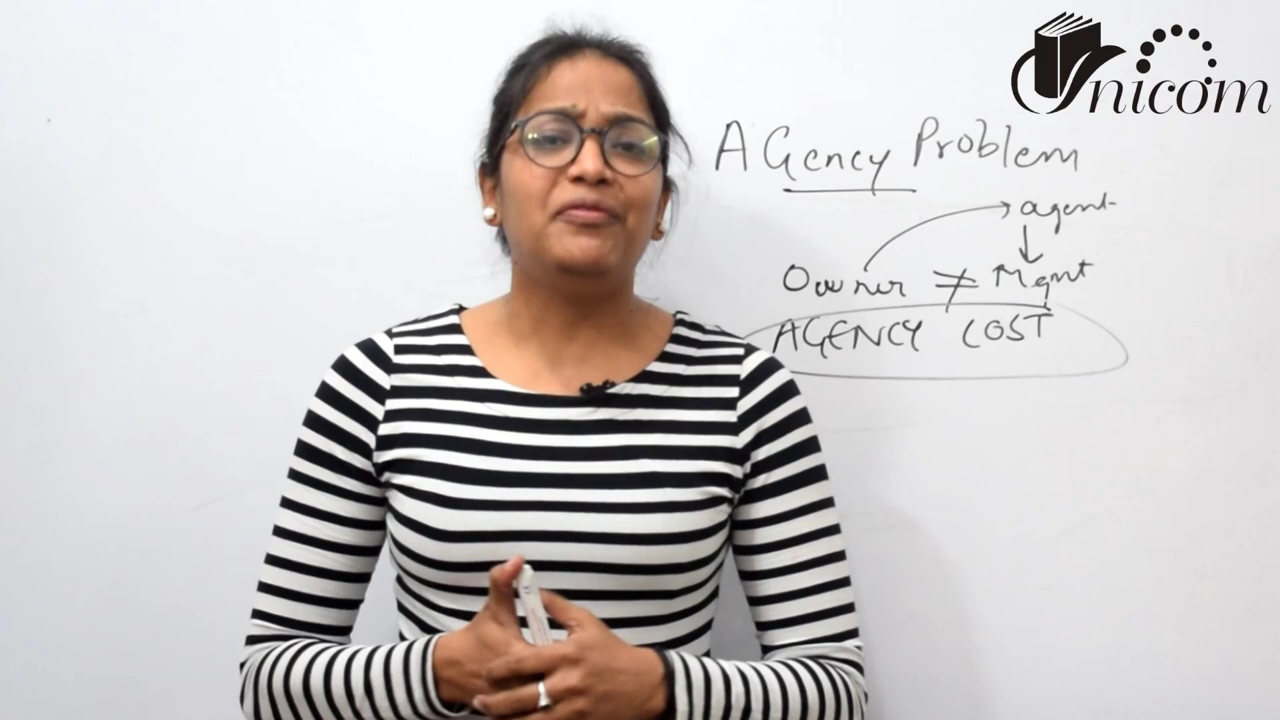 Unicom
AGency Problem
agent
Owner ≠ Mgmt
AGENCY COST